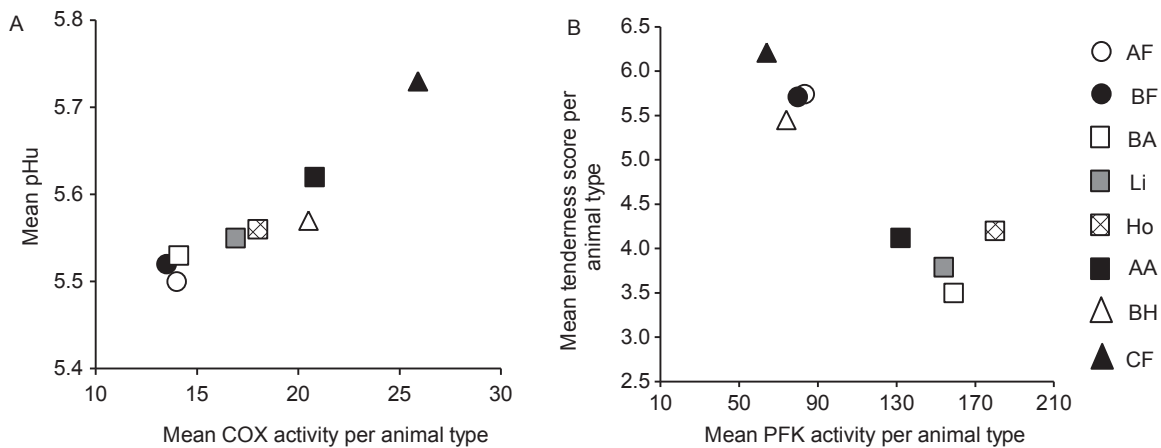 A
5.8
5.7
5.6
5.5
5.4
Mean pHu
10 15 20 25 30
Mean COX activity per animal type
B
6.5
6.0
5.5
5.0
4.5
4.0
3.5
3.0
2.5
Mean tenderness score per
animal type
10 50 90 130 170 210
Mean PFK activity per animal type
AF
BF
BA
Li
Ho
AA
BH
CF